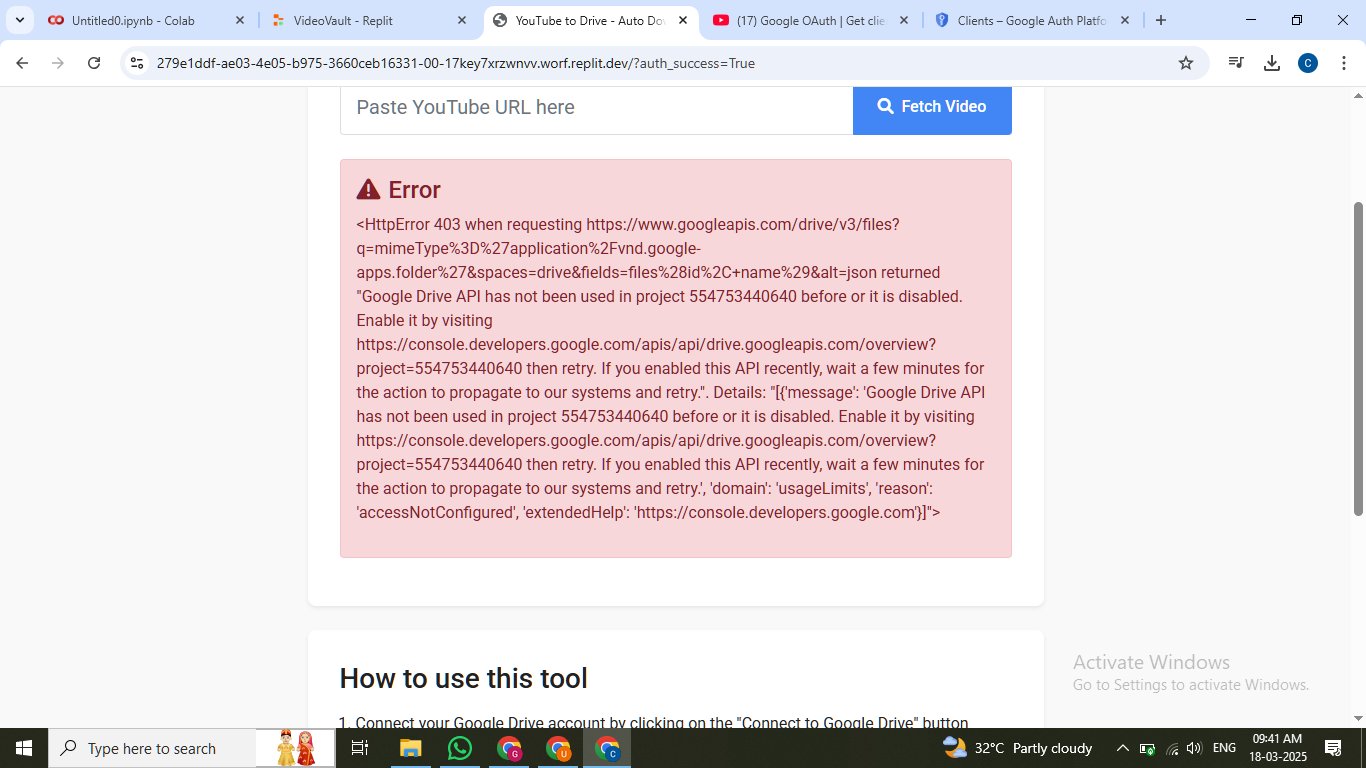 Untitled0.ipynb - Colab
VideoVault - Replit
YouTube to Drive - Auto Do
(17) Google OAuth | Get clie
Clients – Google Auth Platfo
279e1ddf-ae03-4e05-b975-3660ceb16331-00-17key7xrzwnvv.worf.replit.dev/?auth_success=True
C
Paste YouTube URL here
Fetch Video
Error
<HttpError 403 when requesting https://www.googleapis.com/drive/v3/files?
q=mimeType%3D%27application%2Fvnd.google-
apps.folder%27&spaces=drive&fields=files%28id%2C+name%29&alt=json returned
"Google Drive API has not been used in project 554753440640 before or it is disabled.
Enable it by visiting
https://console.developers.google.com/apis/api/drive.googleapis.com/overview?
project=554753440640 then retry. If you enabled this API recently, wait a few minutes for
the action to propagate to our systems and retry.". Details: "[{'message': 'Google Drive API
has not been used in project 554753440640 before or it is disabled. Enable it by visiting
https://console.developers.google.com/apis/api/drive.googleapis.com/overview?
project=554753440640 then retry. If you enabled this API recently, wait a few minutes for
the action to propagate to our systems and retry.', 'domain': 'usageLimits', 'reason':
'accessNotConfigured', 'extendedHelp': 'https://console.developers.google.com'}]">
How to use this tool
1. Connect your Google Drive account by clicking on the "Connect to Google Drive" button
Activate Windows
Go to Settings to activate Windows.
Type here to search
G
U
C
32°C Partly cloudy
ENG
09:41 AM
18-03-2025